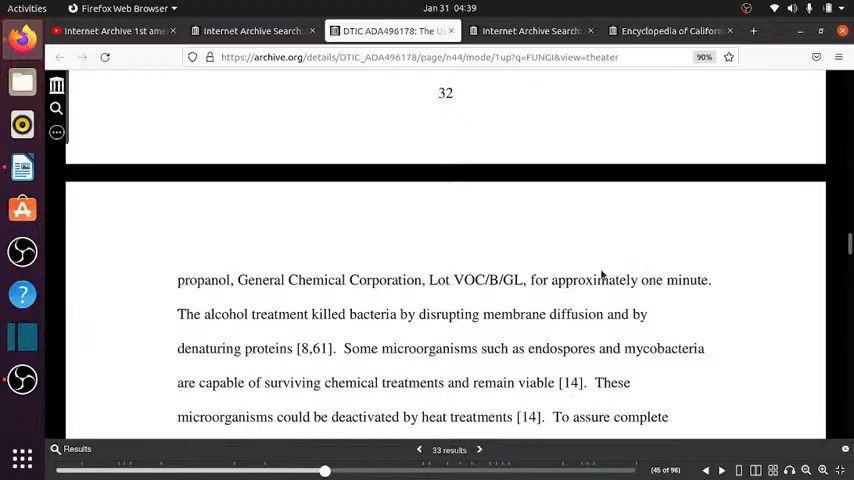 Activities
Firefox Web Browser
Jan 31 04:39
Internet Archive 1st ame
Internet Archive Search:
DTIC ADA496178: The U
Internet Archive Search:
Encyclopedia of Californ
https://archive.org/details/DTIC_ADA496178/page/n44/mode/1up?q=FUNGI&view=theater
90%
32
propanol, General Chemical Corporation, Lot VOC/B/GL, for approximately one minute.
The alcohol treatment killed bacteria by disrupting membrane diffusion and by
denaturing proteins [8,61]. Some microorganisms such as endospores and mycobacteria
are capable of surviving chemical treatments and remain viable [14]. These
microorganisms could be deactivated by heat treatments [14]. To assure complete
Results
33 results
(45 of 96)